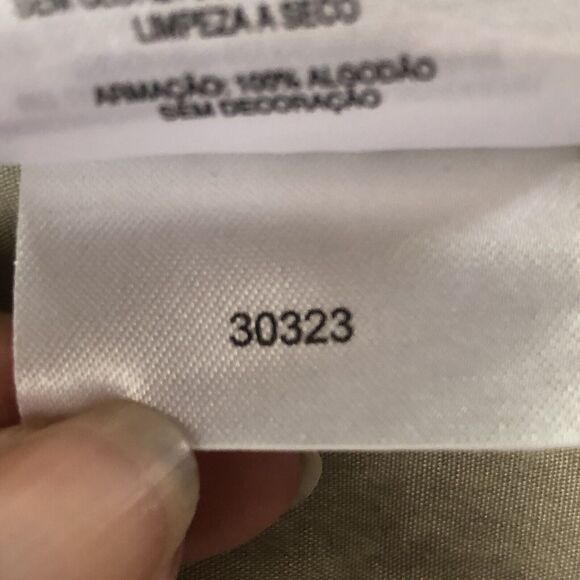 LIMPEZA A SECO
ARMAÇÃO: 100% ALGODÃO
SEM DECORAÇÃO
30323